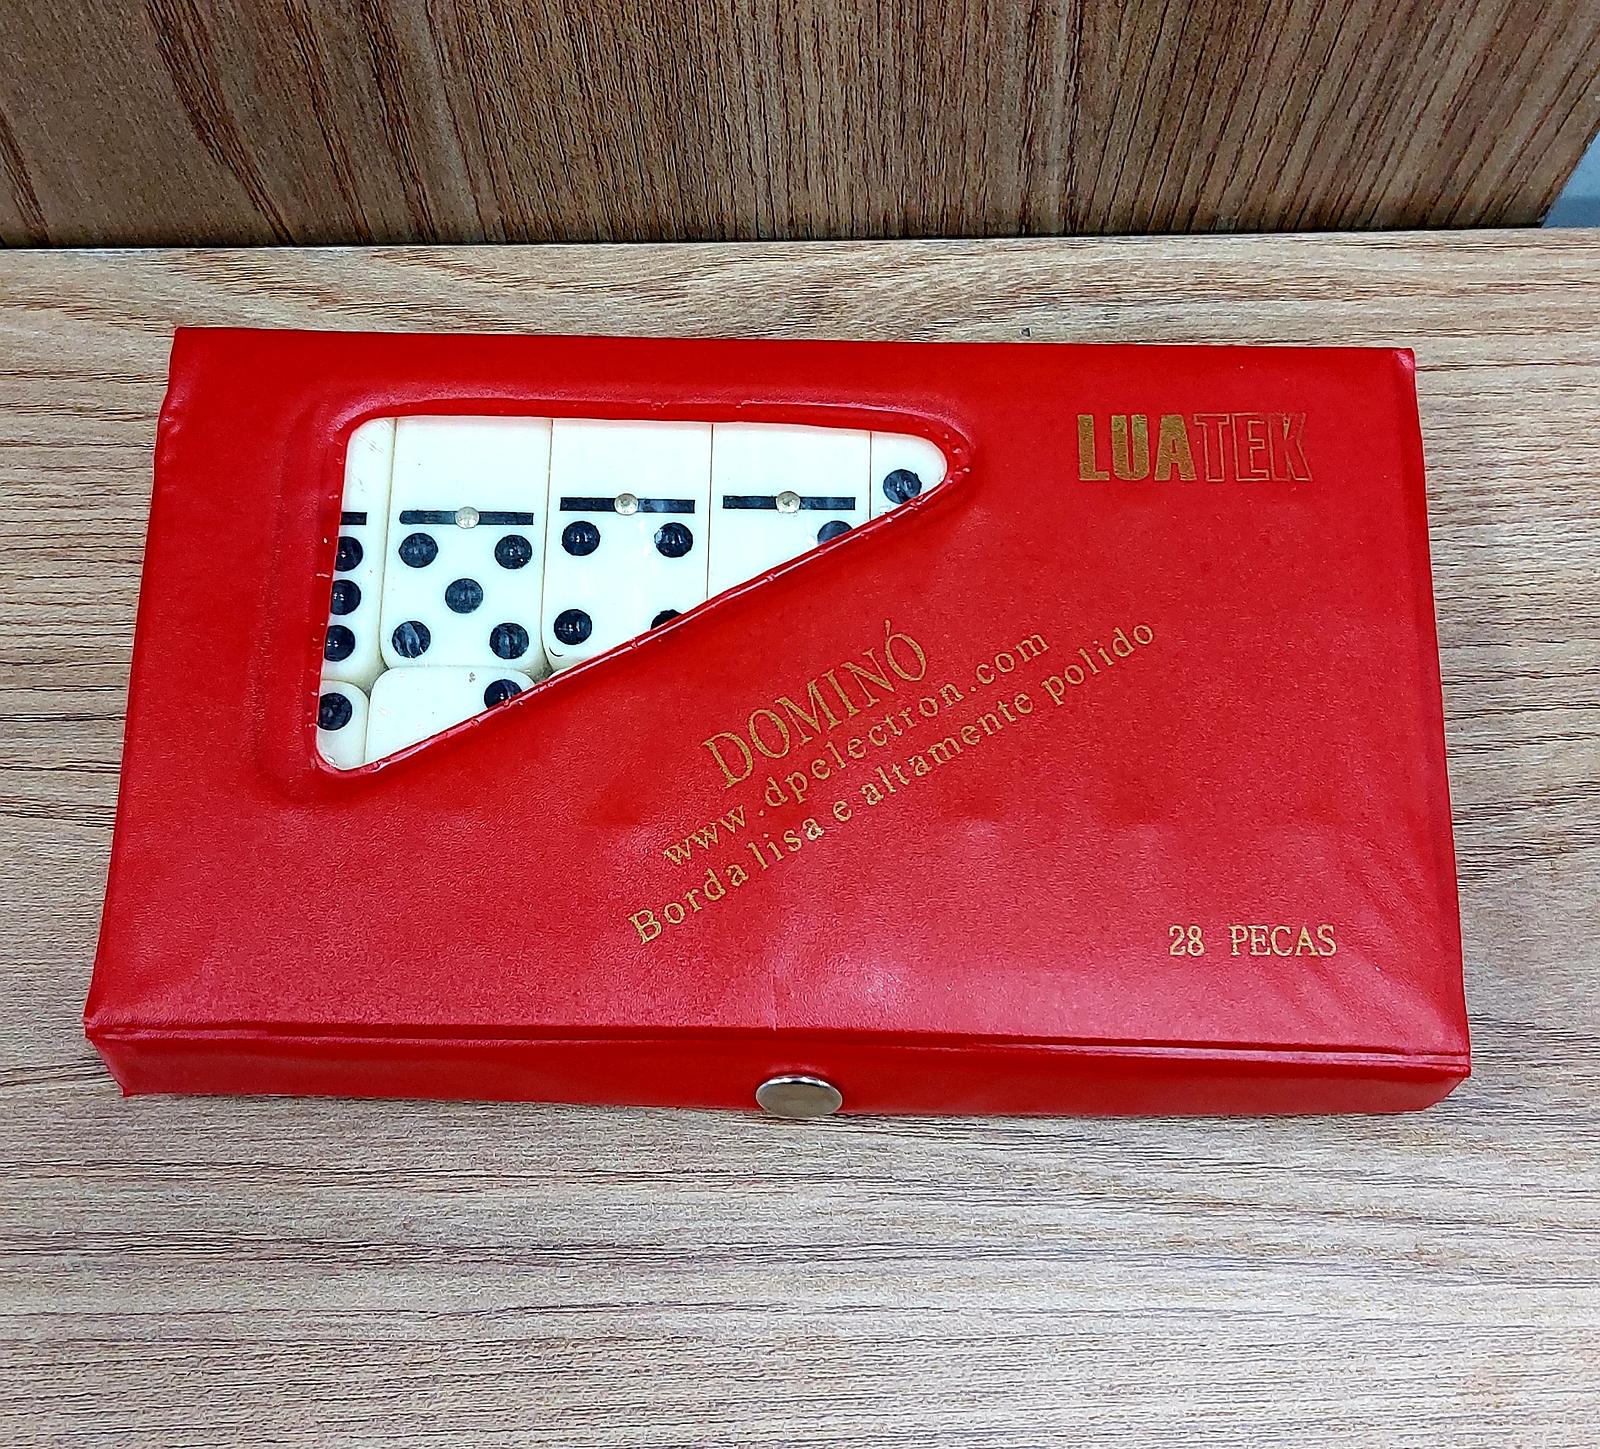 LUATEK
DOMINÓ
www.dpelectron.com
Borda lisa e altamente polido
28 PECAS